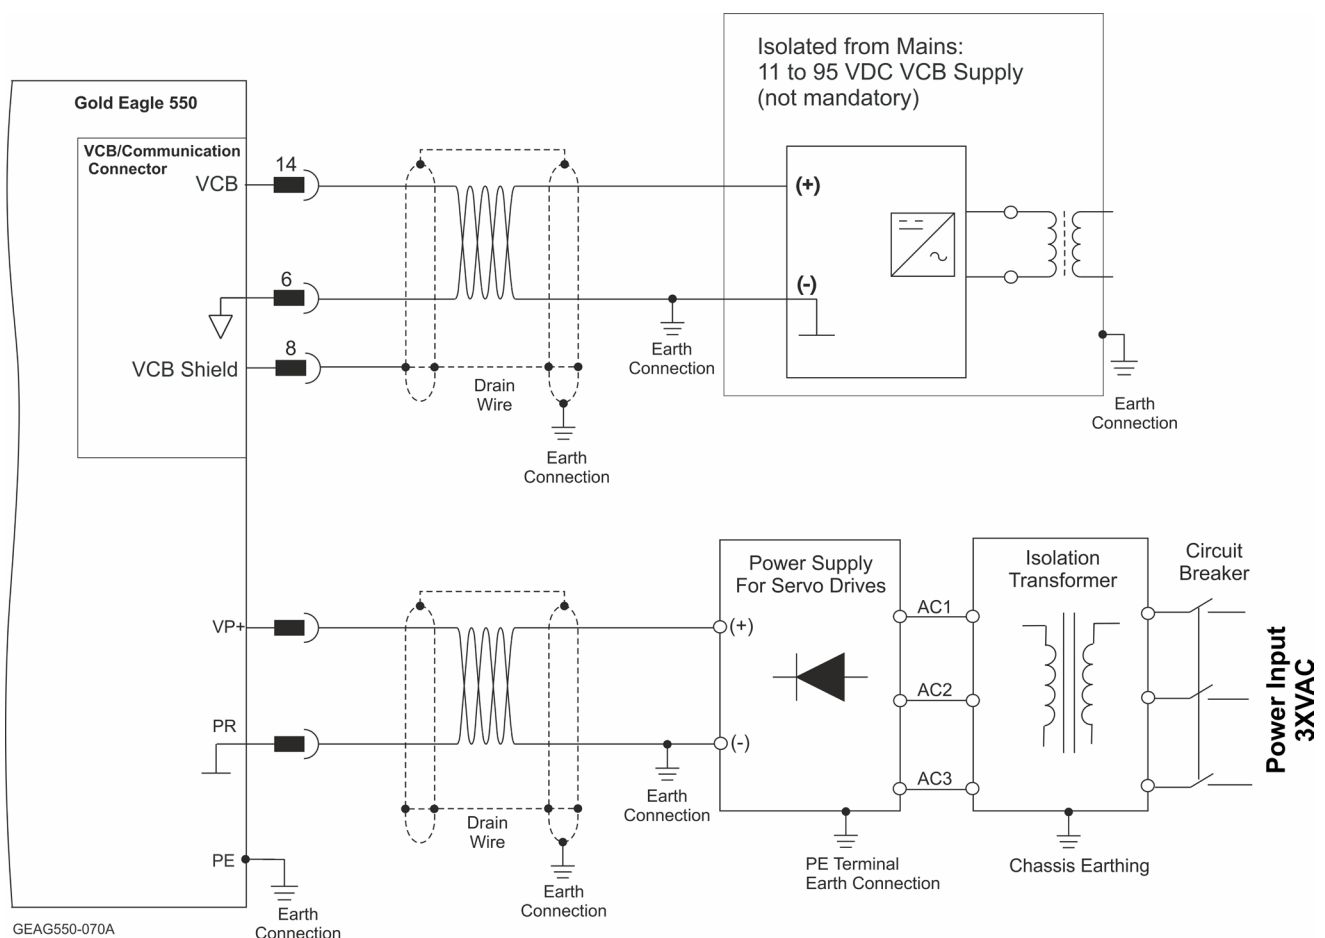 Isolated from Mains:
11 to 95 VDC VCB Supply
(not mandatory)
Gold Eagle 550
VCB/Communication
Connector
14
VCB
(+)
6
(-)
8
VCB Shield
Drain
Wire
Earth
Connection
Earth
Connection
Earth
Connection
Power Supply
For Servo Drives
Isolation
Transformer
Circuit
Breaker
VP+
(+)
AC1
AC2
PR
(-)
AC3
Power Input
3XVAC
Drain
Wire
Earth
Connection
PE
PE Terminal
Earth Connection
Chassis Earthing
Earth
Connection
Earth
Connection
GEAG550-070A